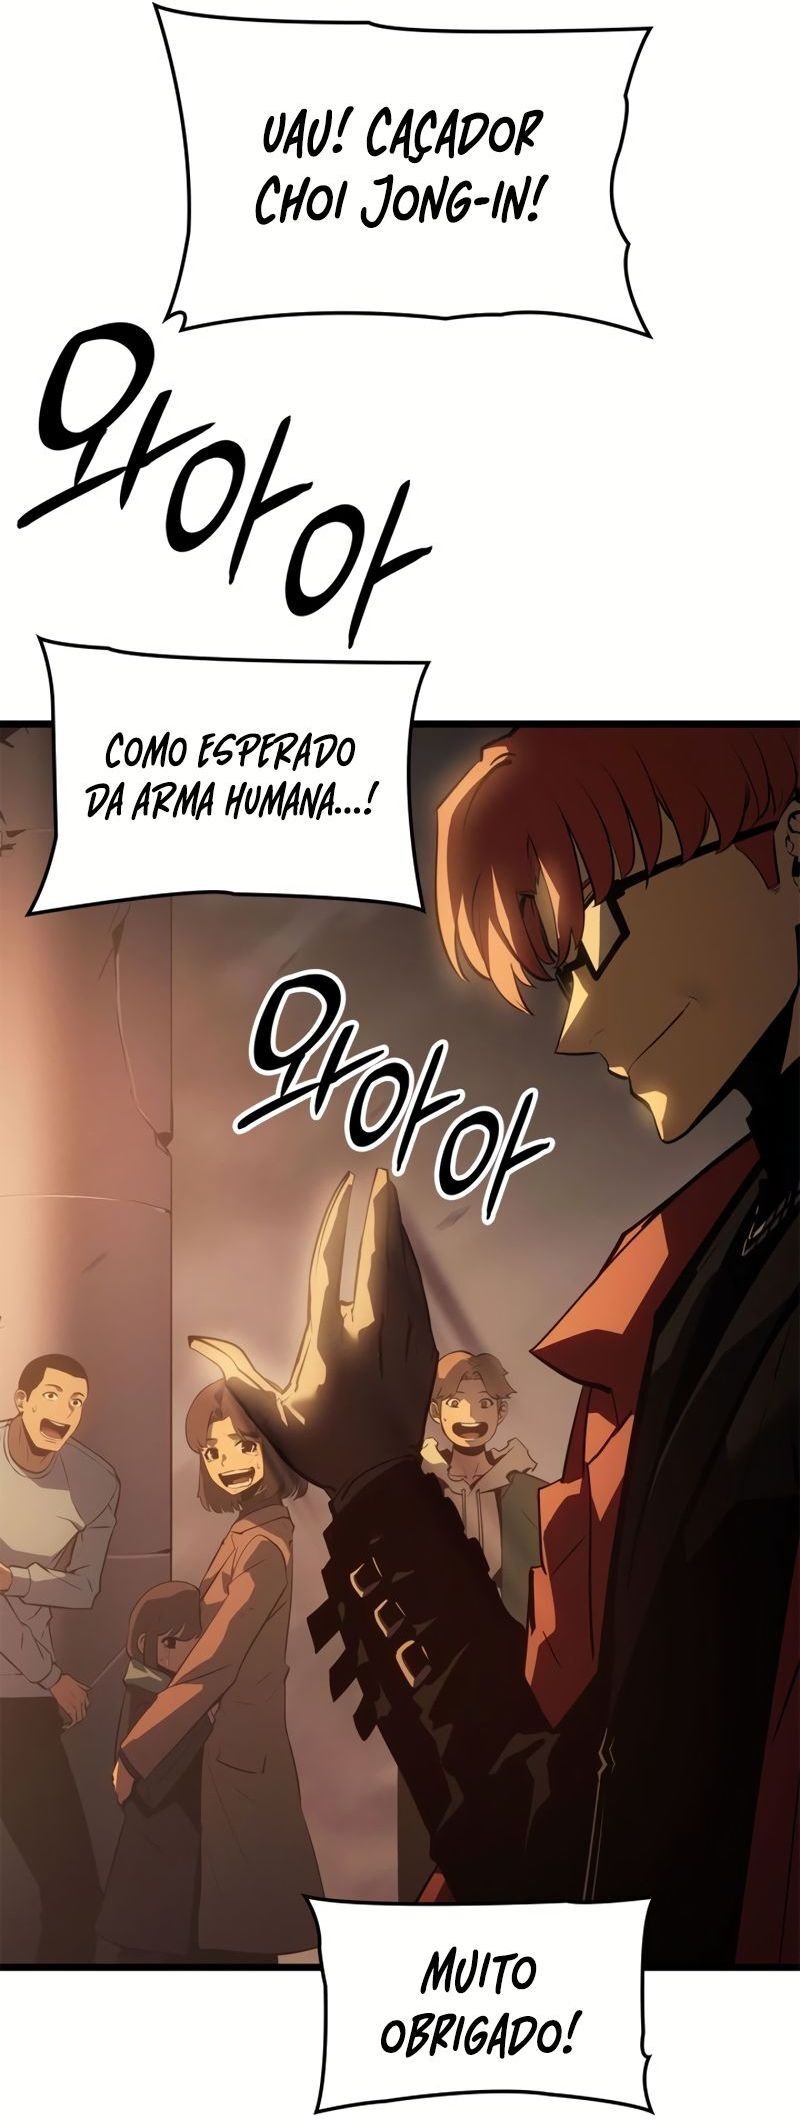 UAU! CAÇADOR
CHOI JONG-IN!
와아아
COMO ESPERADO
DA ARMA HUMANA...!
와아아
MUITO
OBRIGADO!